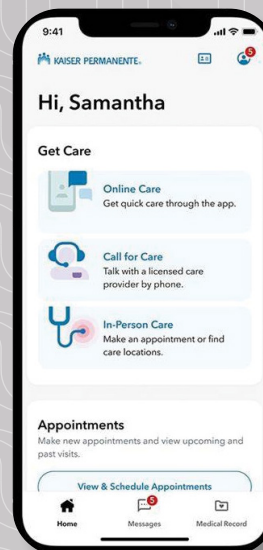 9:41
5
KAISER PERMANENTE®
Hi, Samantha
Get Care
Online Care
Get quick care through the app.
Call for Care
Talk with a licensed care
provider by phone.
In-Person Care
Make an appointment or find
care locations.
Appointments
Make new appointments and view upcoming and
past visits.
View & Schedule Appointments
5
Home
Messages
Medical Record